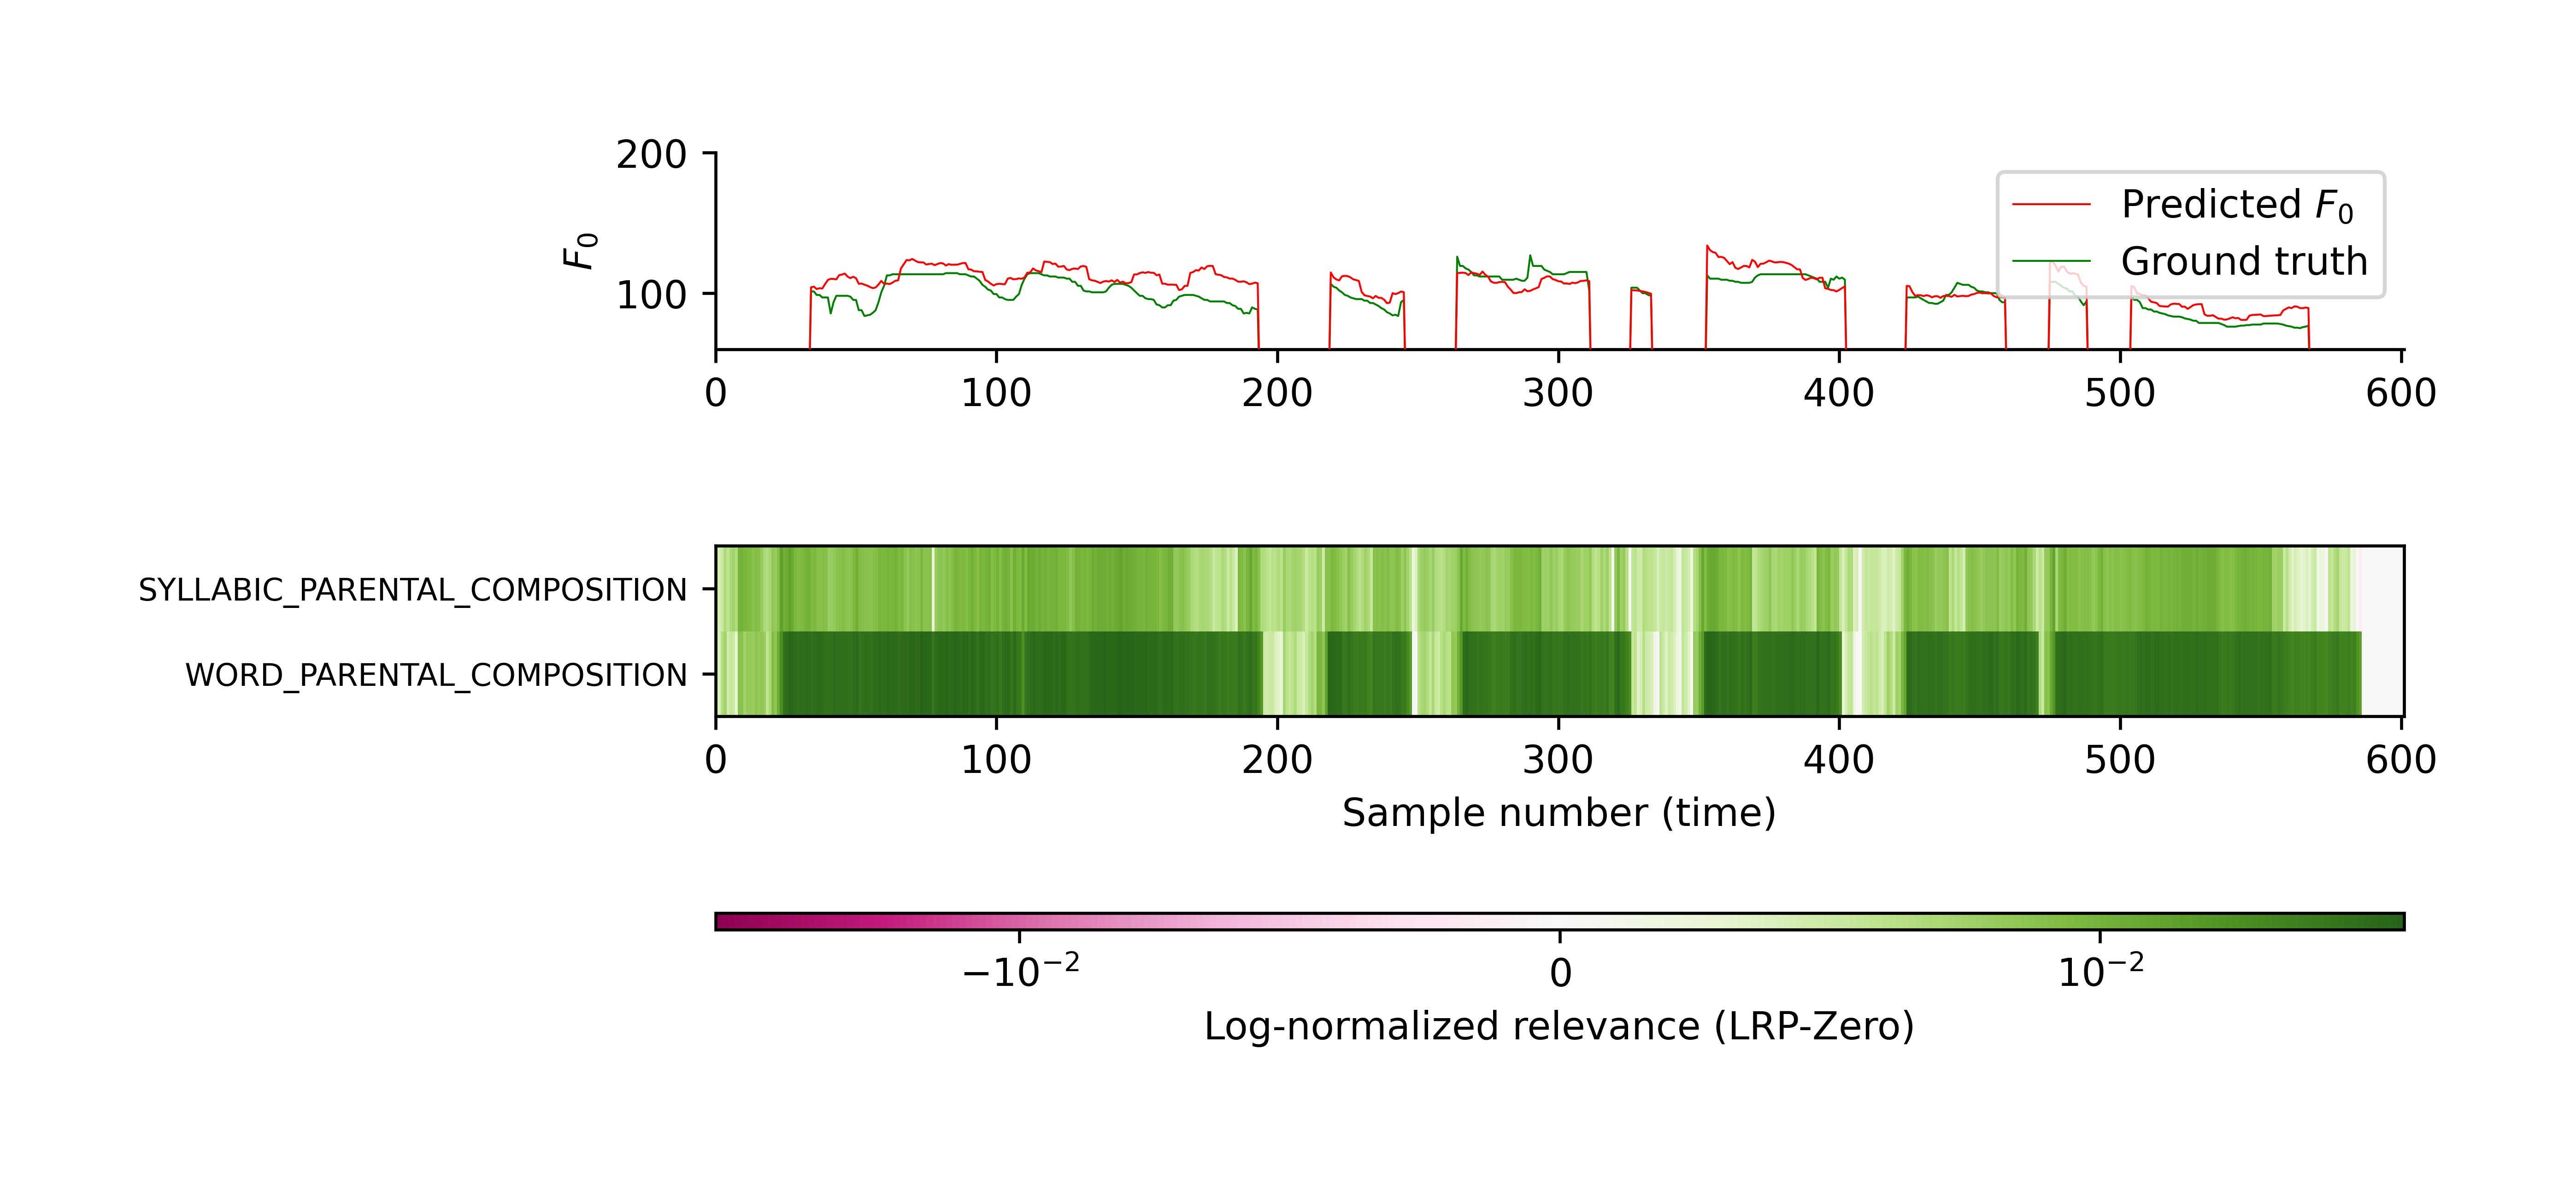 200
100
F₀
Predicted F₀
Ground truth
0 100 200 300 400 500 600
SYLLABIC_PARENTAL_COMPOSITION
WORD_PARENTAL_COMPOSITION
0 100 200 300 400 500 600
Sample number (time)
−10⁻² 0 10⁻²
Log-normalized relevance (LRP-Zero)